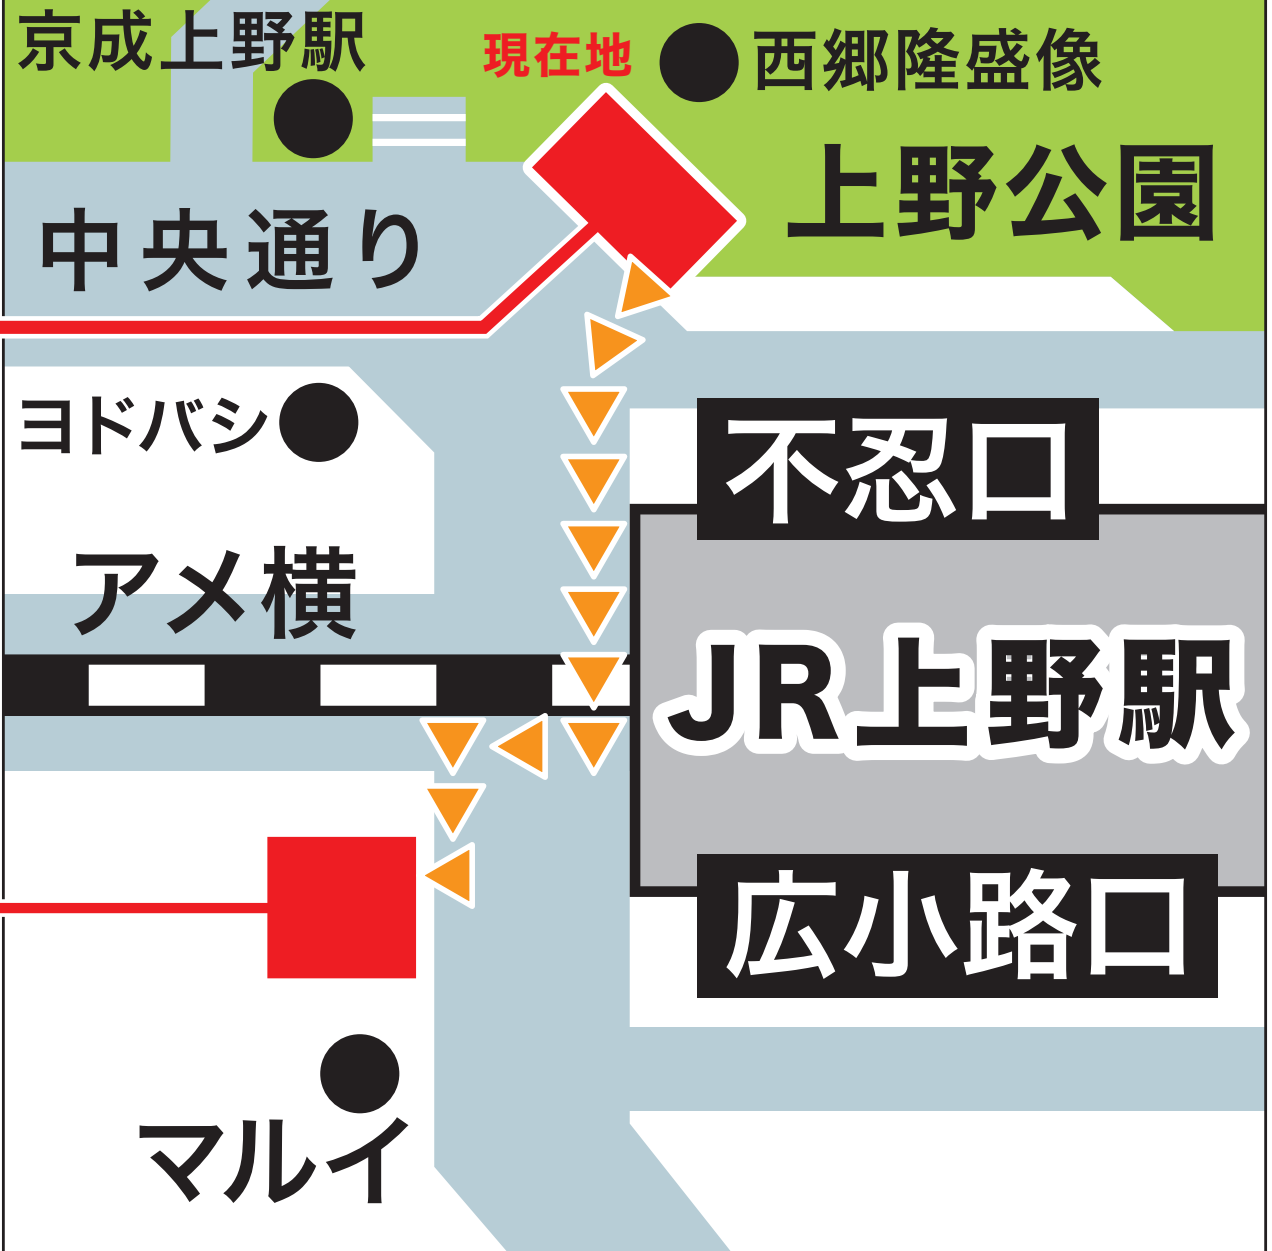 京成上野駅
現在地
西郷隆盛像
上野公園
中央通り
ヨドバシ
不忍口
アメ横
JR上野駅
広小路口
マルイ